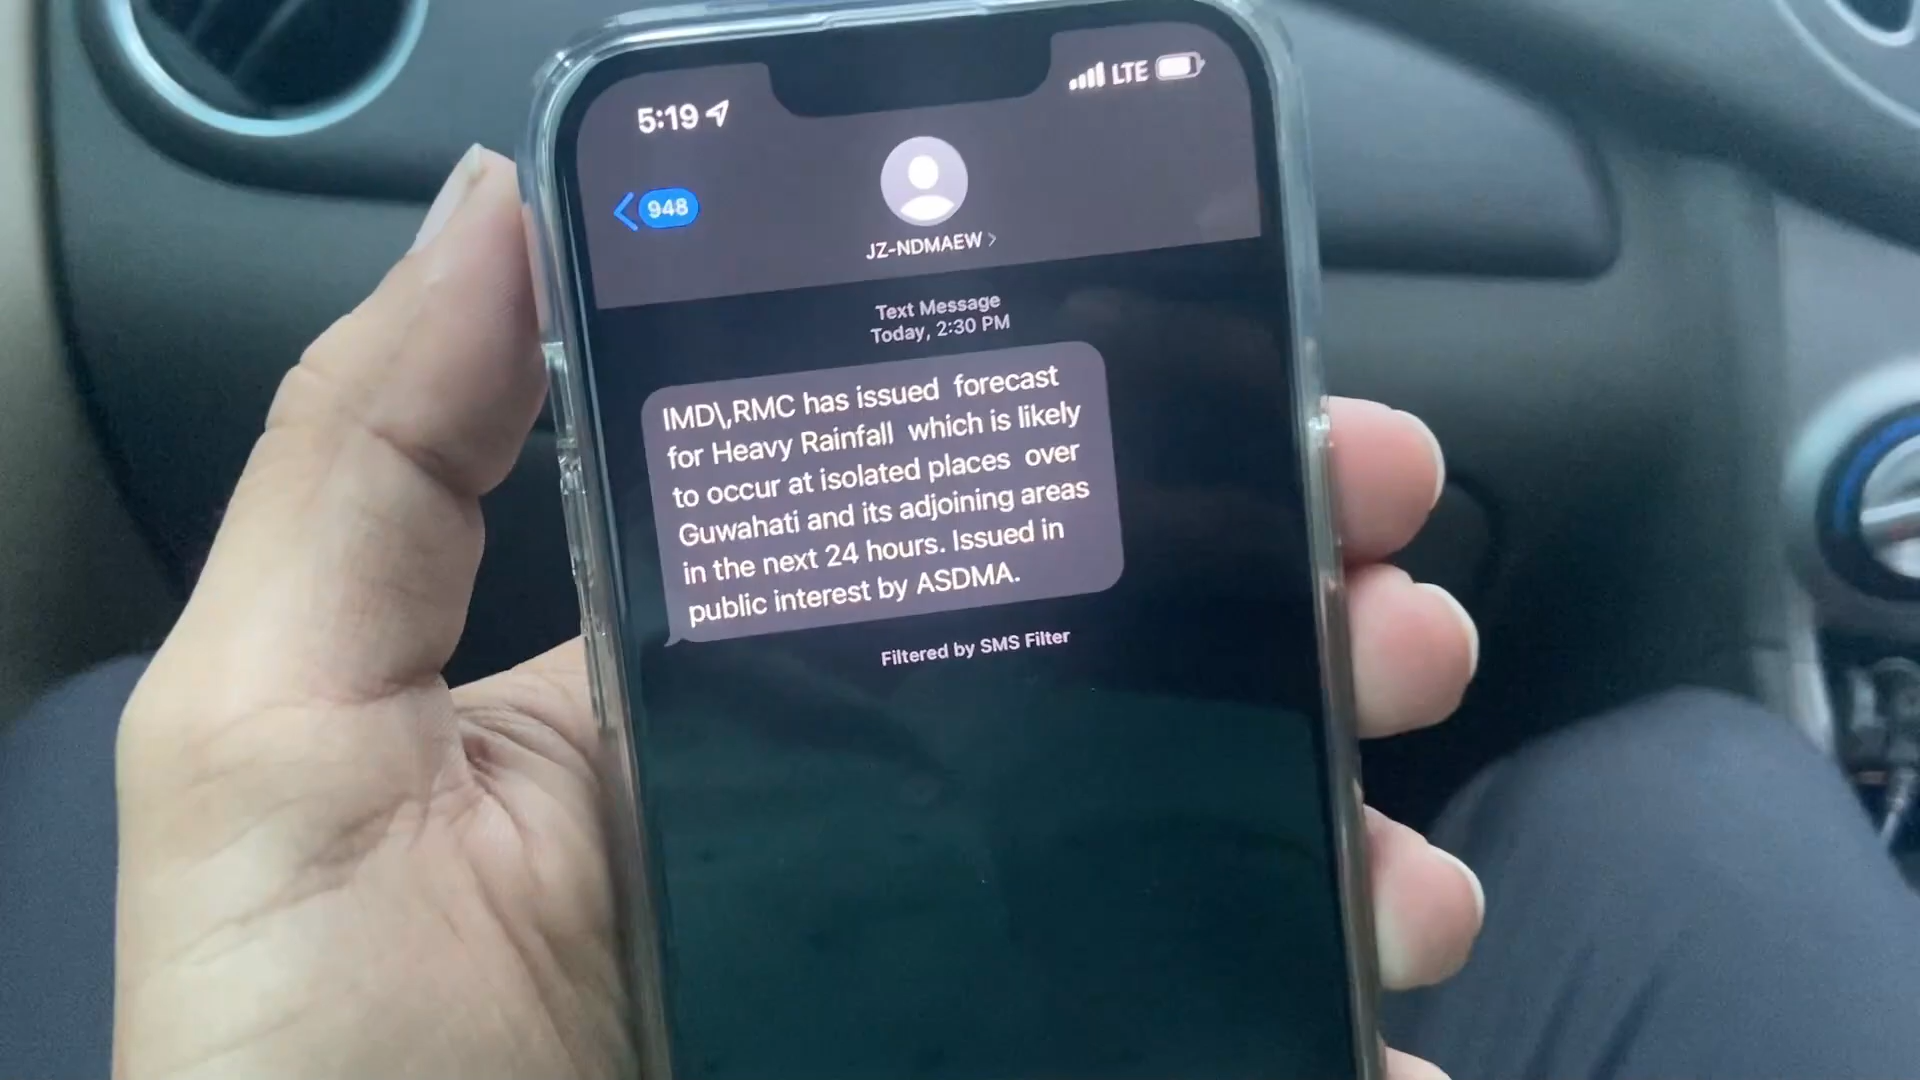 5:19
LTE
948
JZ-NDMAEW
Text Message
Today, 2:30 PM
IMD\,RMC has issued forecast
for Heavy Rainfall which is likely
to occur at isolated places over
Guwahati and its adjoining areas
in the next 24 hours. Issued in
public interest by ASDMA.
Filtered by SMS Filter